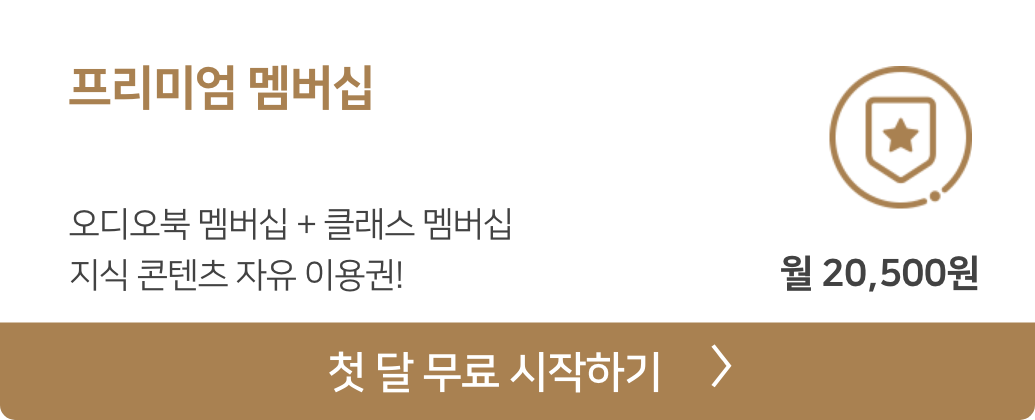 프리미엄 멤버십
오디오북 멤버십 + 클래스 멤버십
지식 콘텐츠 자유 이용권!
월 20,500원
첫 달 무료 시작하기